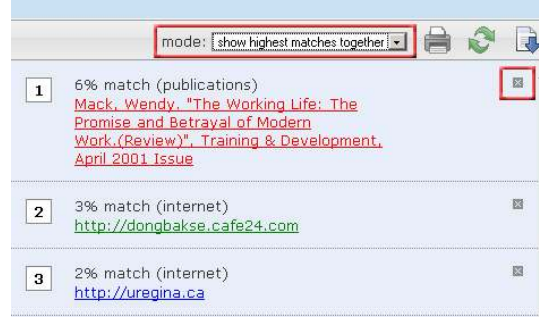 mode: show highest matches together
1 6% match (publications)
Mack, Wendy. "The Working Life: The
Promise and Betrayal of Modern
Work.(Review)", Training & Development,
April 2001 Issue
2 3% match (internet)
http://dongbakse.cafe24.com
3 2% match (internet)
http://uregina.ca